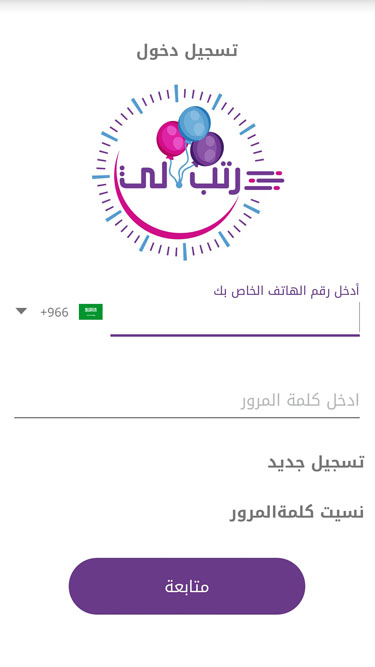 تسجيل دخول
رتب لي
أدخل رقم الهاتف الخاص بك
+966
ادخل كلمة المرور
تسجيل جديد
نسيت كلمةالمرور
متابعة